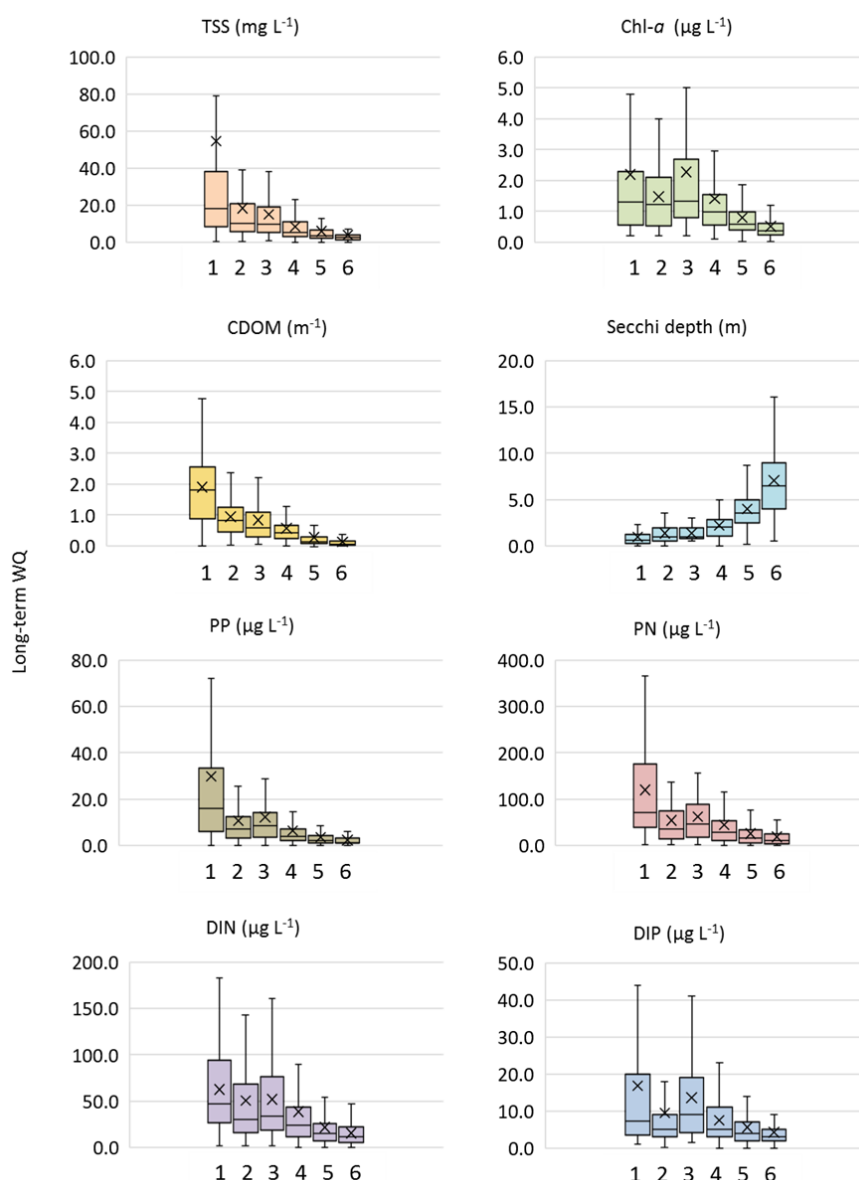 TSS (mg L⁻¹)
100.0
80.0
60.0
40.0
20.0
0.0
1 2 3 4 5 6
Chl-a (µg L⁻¹)
6.0
5.0
4.0
3.0
2.0
1.0
0.0
1 2 3 4 5 6
Long-term WQ
CDOM (m⁻¹)
6.0
5.0
4.0
3.0
2.0
1.0
0.0
1 2 3 4 5 6
Secchi depth (m)
20.0
15.0
10.0
5.0
0.0
1 2 3 4 5 6
PP (µg L⁻¹)
80.0
60.0
40.0
20.0
0.0
1 2 3 4 5 6
PN (µg L⁻¹)
400.0
300.0
200.0
100.0
0.0
1 2 3 4 5 6
DIN (µg L⁻¹)
200.0
150.0
100.0
50.0
0.0
1 2 3 4 5 6
DIP (µg L⁻¹)
50.0
40.0
30.0
20.0
10.0
0.0
1 2 3 4 5 6